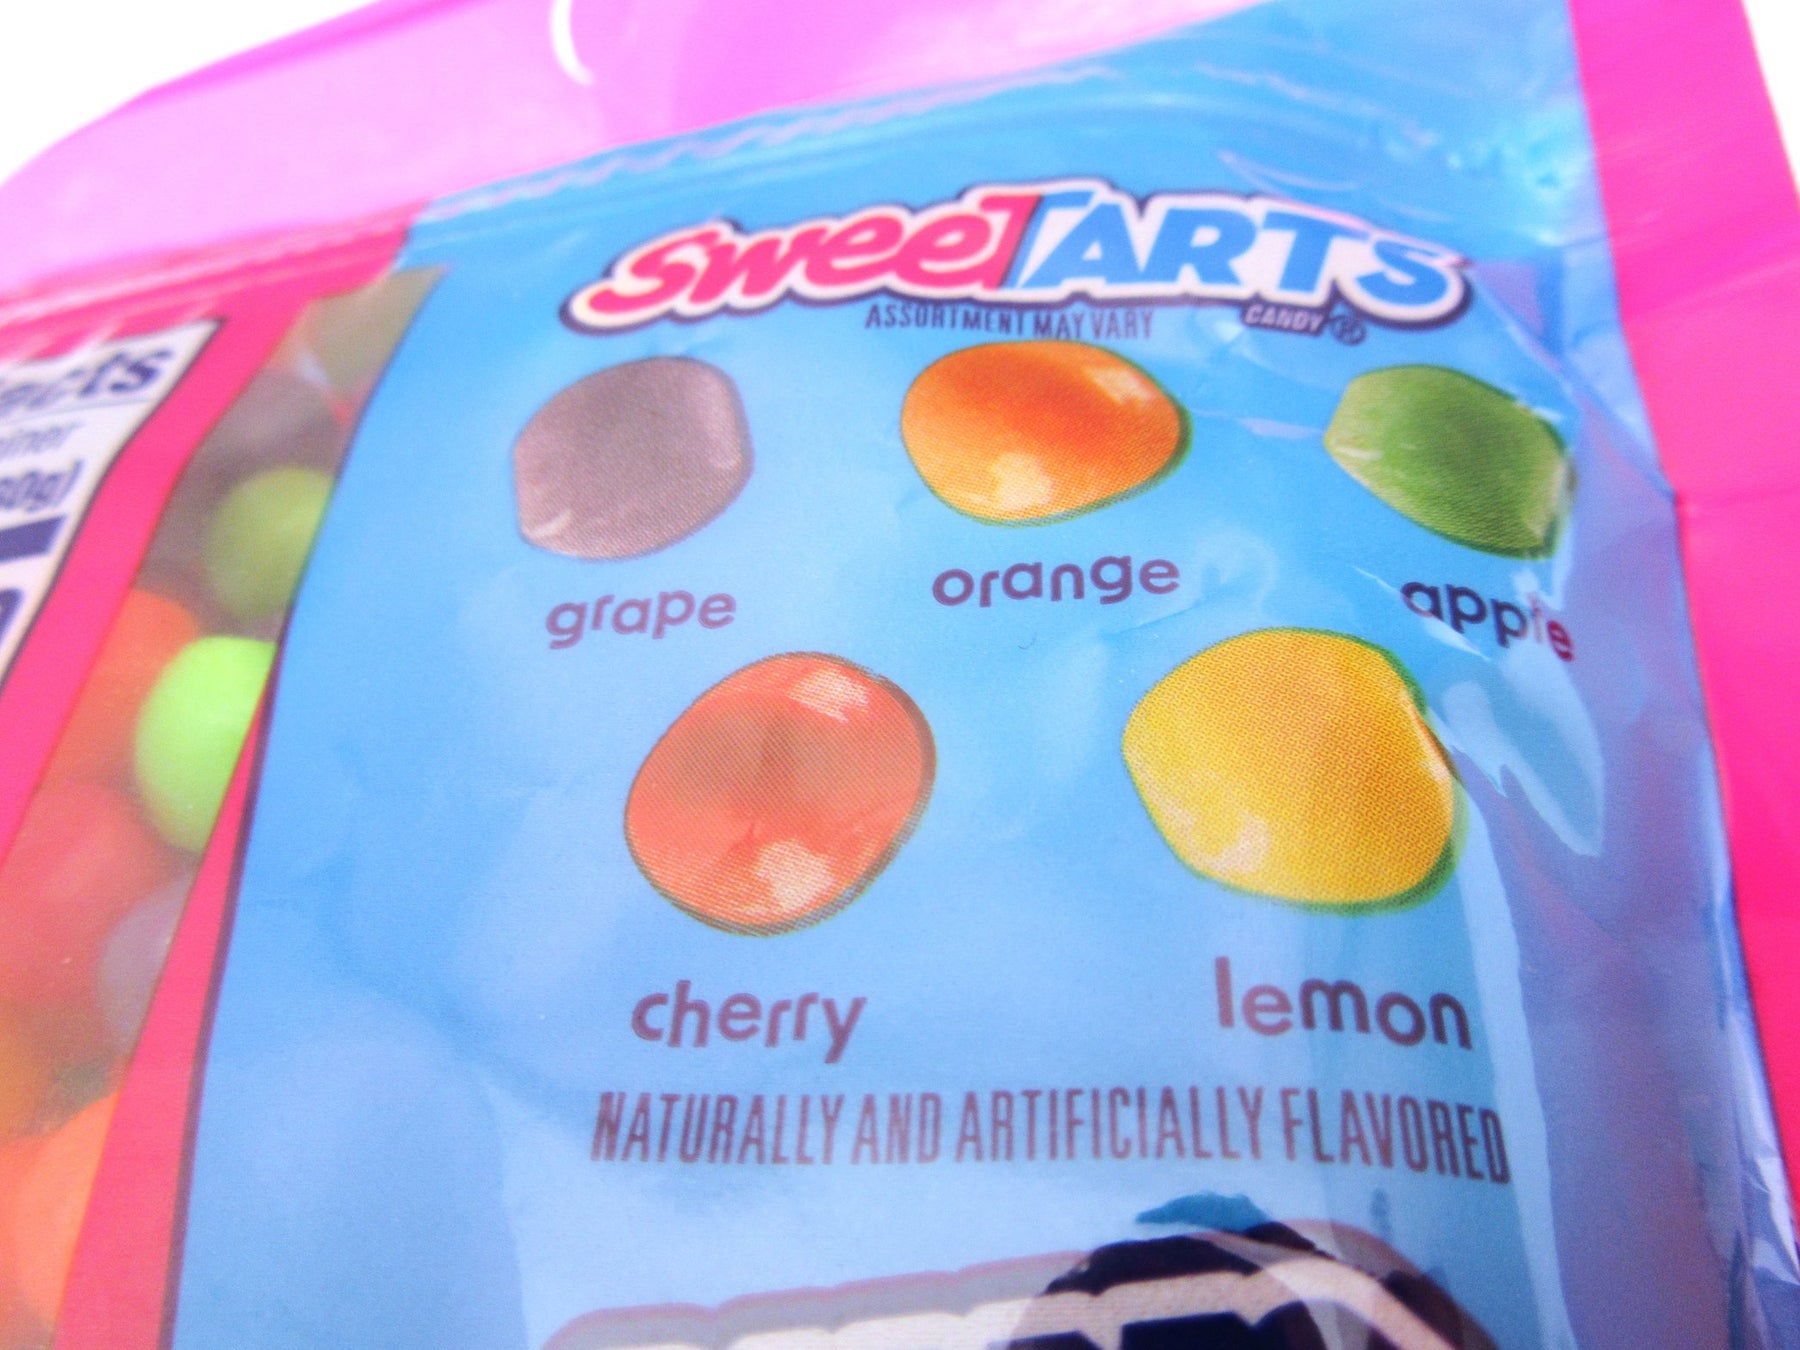 SweeTARTS
ASSORTMENT MAY VARY
CANDY ®
grape
orange
apple
cherry
lemon
NATURALLY AND ARTIFICIALLY FLAVORED